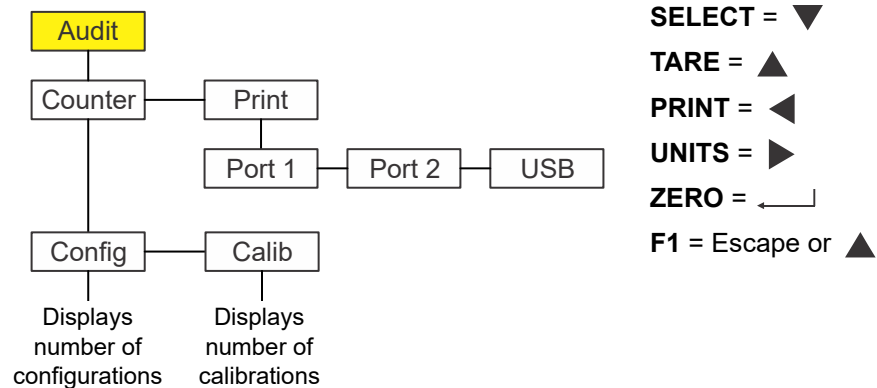 Audit
Counter Print
Port 1 Port 2 USB
Config Calib
Displays
number of
configurations
Displays
number of
calibrations
SELECT = ▼
TARE = ▲
PRINT = ◀
UNITS = ▶
ZERO = ↵
F1 = Escape or ▲